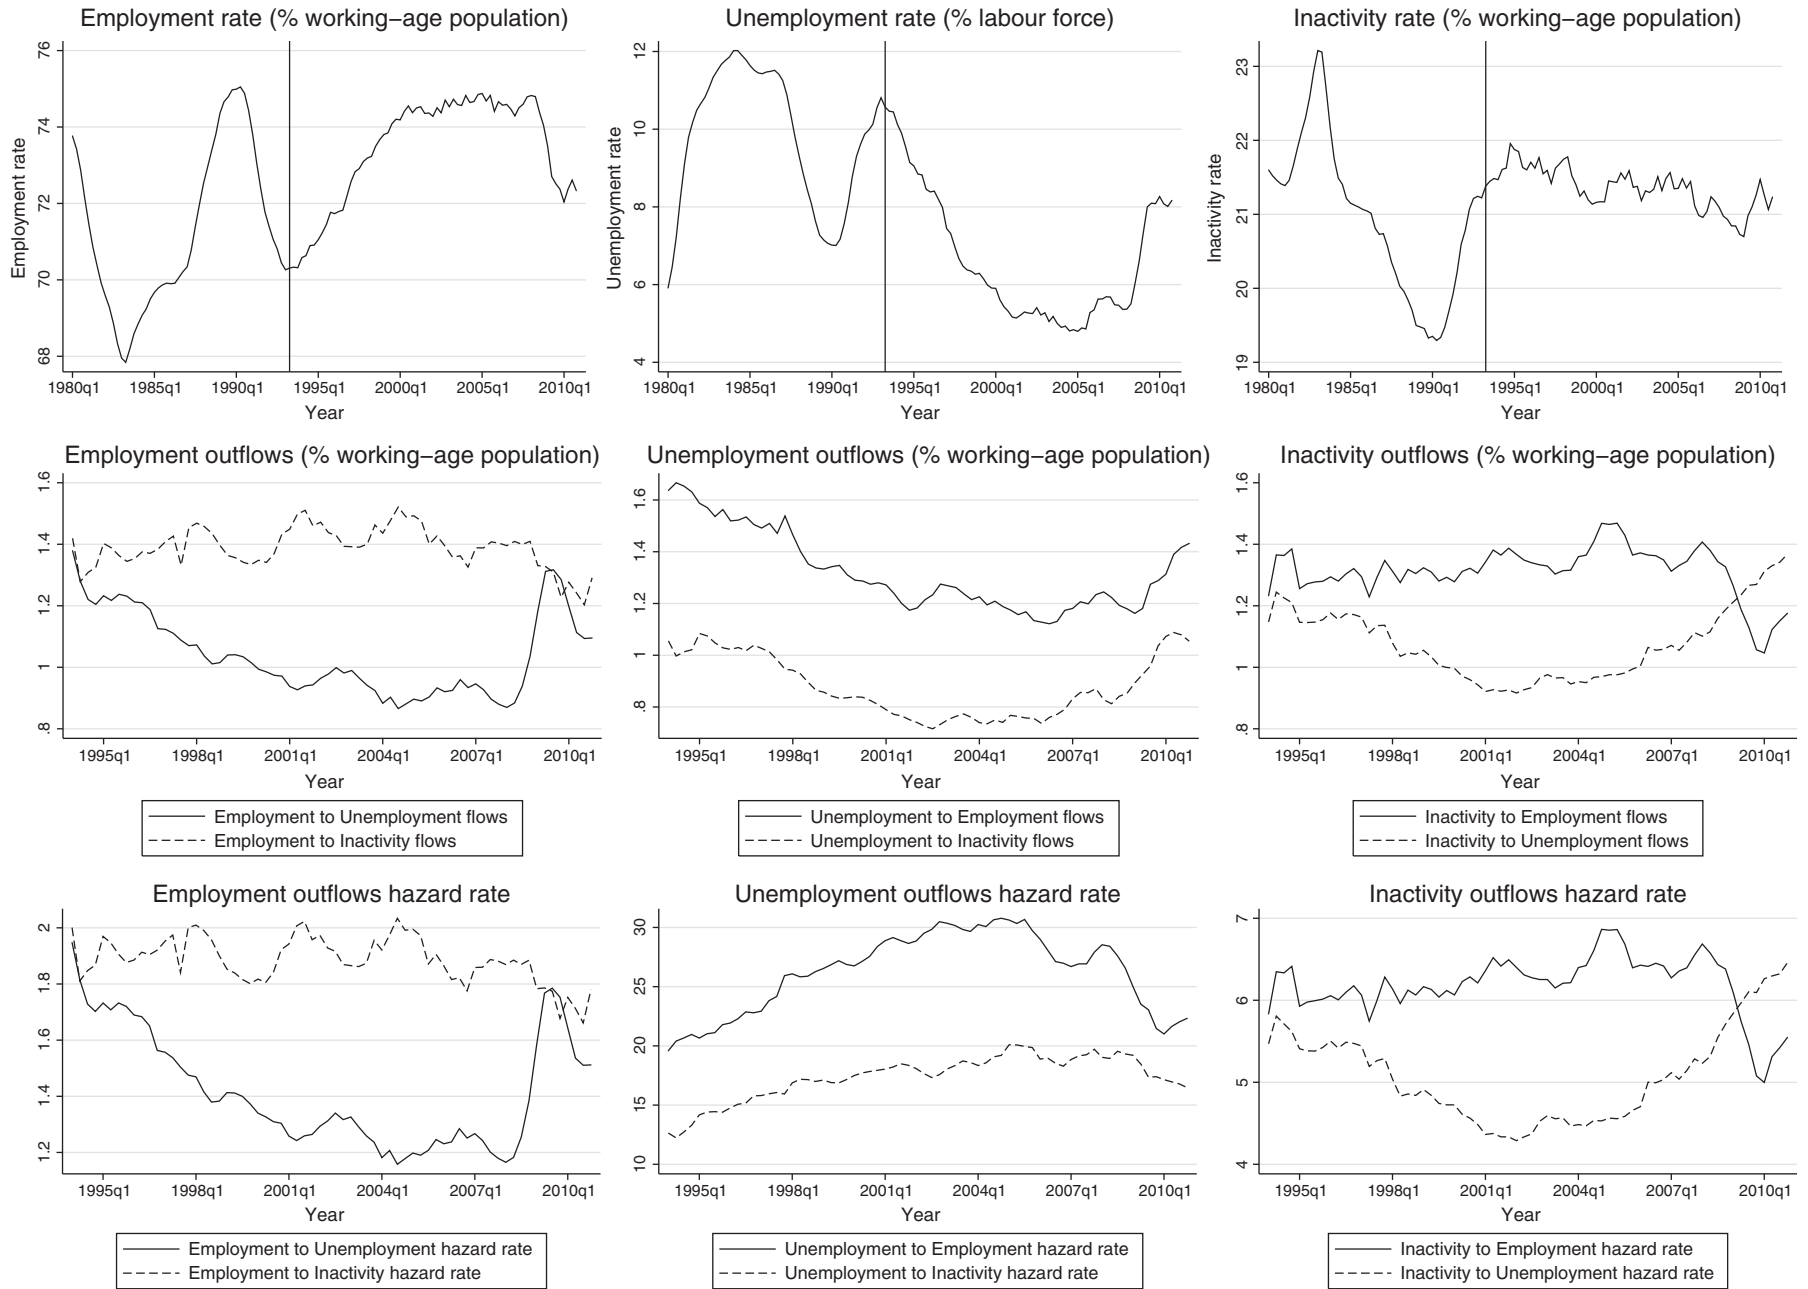 Employment rate (% working−age population)
Employment rate
68
70
72
74
76
1980q1
1985q1
1990q1
1995q1
2000q1
2005q1
2010q1
Year
Unemployment rate (% labour force)
Unemployment rate
4
6
8
10
12
1980q1
1985q1
1990q1
1995q1
2000q1
2005q1
2010q1
Year
Inactivity rate (% working−age population)
Inactivity rate
19
20
21
22
23
1980q1
1985q1
1990q1
1995q1
2000q1
2005q1
2010q1
Year
Employment outflows (% working−age population)
.8
1
1.2
1.4
1.6
1995q1
1998q1
2001q1
2004q1
2007q1
2010q1
Year
Employment to Unemployment flows
Employment to Inactivity flows
Unemployment outflows (% working−age population)
.8
1
1.2
1.4
1.6
1995q1
1998q1
2001q1
2004q1
2007q1
2010q1
Year
Unemployment to Employment flows
Unemployment to Inactivity flows
Inactivity outflows (% working−age population)
.8
1
1.2
1.4
1.6
1995q1
1998q1
2001q1
2004q1
2007q1
2010q1
Year
Inactivity to Employment flows
Inactivity to Unemployment flows
Employment outflows hazard rate
1.2
1.4
1.6
1.8
2
1995q1
1998q1
2001q1
2004q1
2007q1
2010q1
Year
Employment to Unemployment hazard rate
Employment to Inactivity hazard rate
Unemployment outflows hazard rate
10
15
20
25
30
1995q1
1998q1
2001q1
2004q1
2007q1
2010q1
Year
Unemployment to Employment hazard rate
Unemployment to Inactivity hazard rate
Inactivity outflows hazard rate
4
5
6
7
1995q1
1998q1
2001q1
2004q1
2007q1
2010q1
Year
Inactivity to Employment hazard rate
Inactivity to Unemployment hazard rate